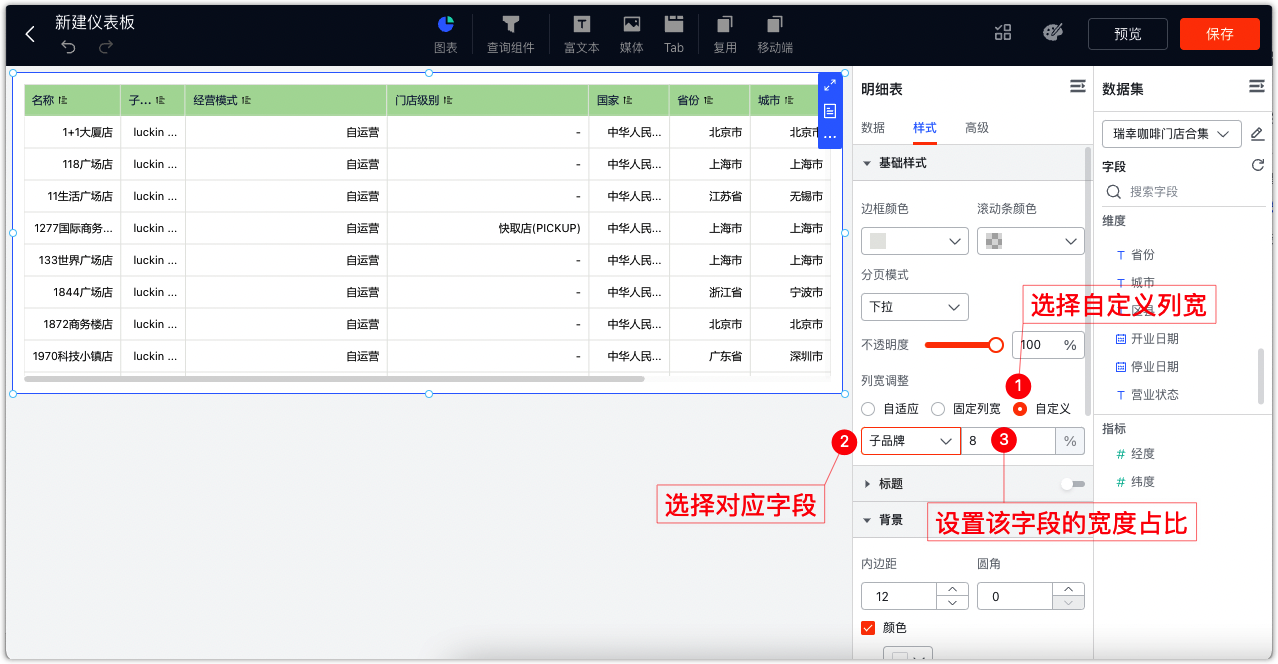 新建仪表板
图表
查询组件
富文本
媒体
Tab
复用
移动端
预览
保存
名称 子... 经营模式 门店级别 国家 省份 城市
1+1大厦店 luckin ... 自运营 - 中华人民... 北京市 北京
118广场店 luckin ... 自运营 - 中华人民... 上海市 上海市
11生活广场店 luckin ... 自运营 - 中华人民... 江苏省 无锡市
1277国际商务... luckin ... 自运营 快取店(PICKUP) 中华人民... 上海市 上海市
133世界广场店 luckin ... 自运营 - 中华人民... 上海市 上海市
1844广场店 luckin ... 自运营 - 中华人民... 浙江省 宁波市
1872商务楼店 luckin ... 自运营 - 中华人民... 北京市 北京市
1970科技小镇店 luckin ... 自运营 - 中华人民... 广东省 深圳市
明细表
数据 样式 高级
基础样式
边框颜色 滚动条颜色
分页模式
下拉
不透明度 100 %
列宽调整
自适应 固定列宽 自定义
子品牌 8 %
标题
背景
内边距 圆角
12 0
颜色
数据集
瑞幸咖啡门店合集
字段
搜索字段
维度
T 省份
T 城市
开业日期
停业日期
T 营业状态
指标
# 经度
# 纬度
1
选择自定义列宽
2
选择对应字段
3
设置该字段的宽度占比